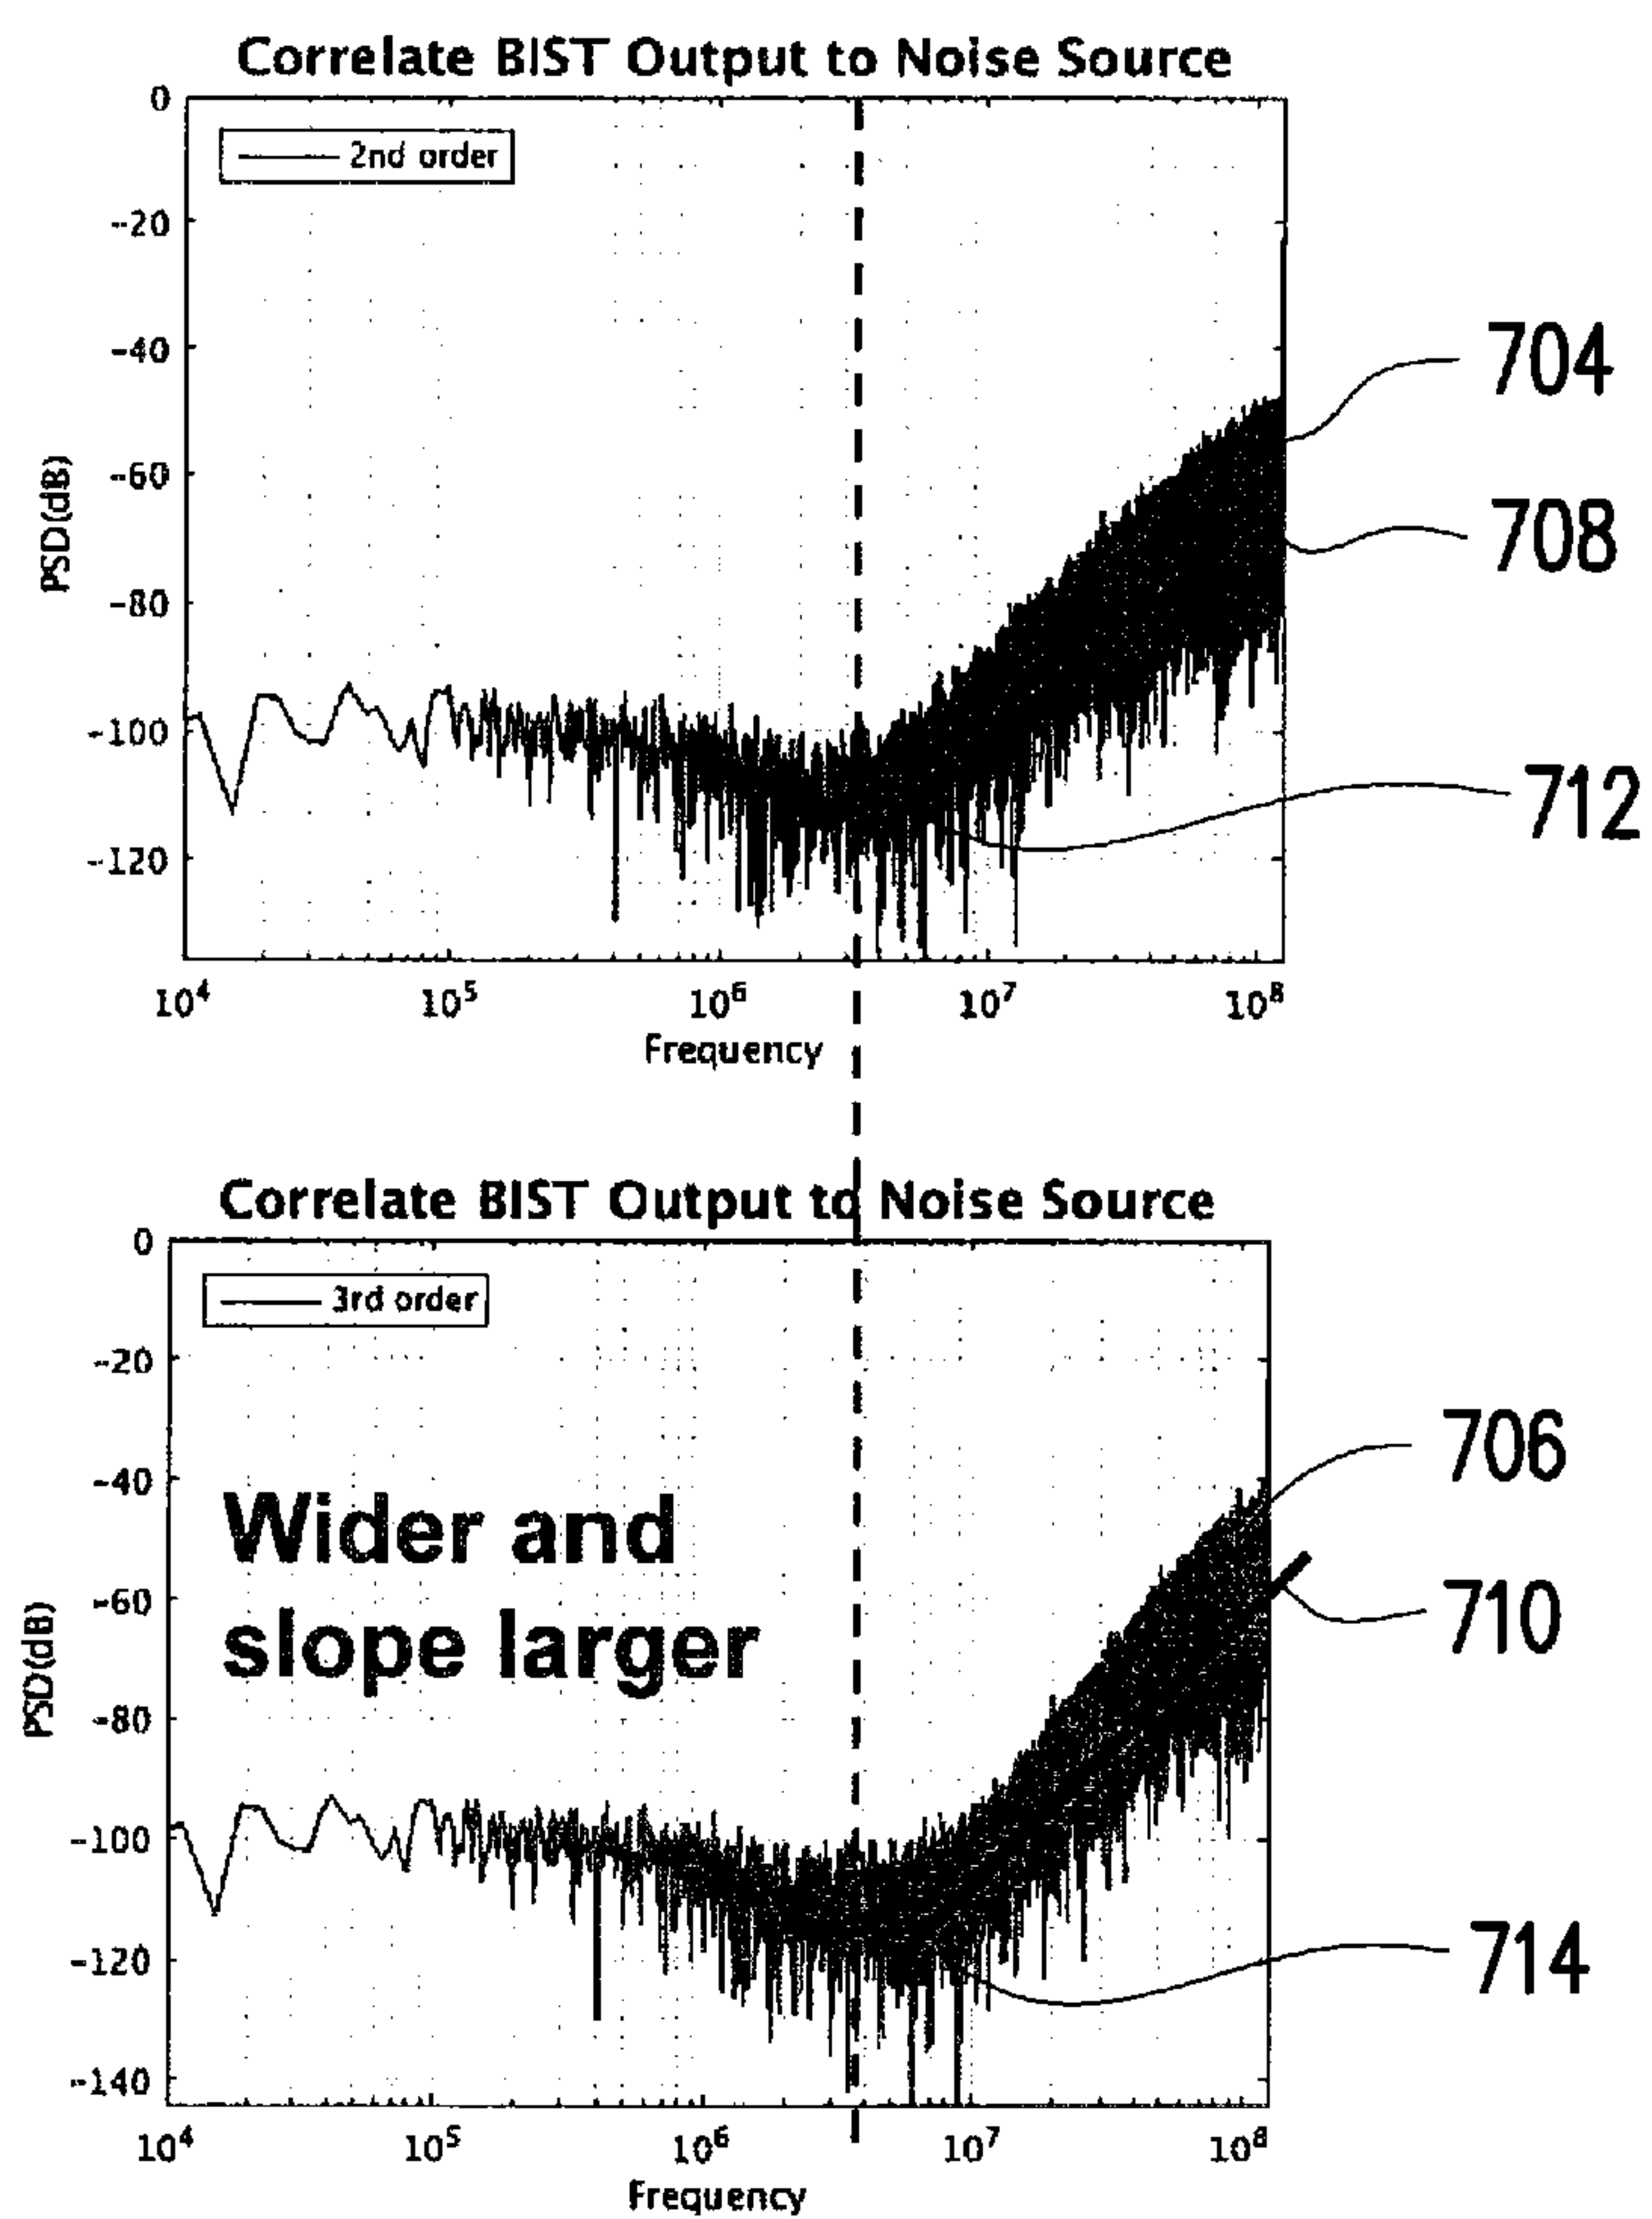 Correlate BIST Output to Noise Source
0
2nd order
-20
-40
704
-60
708
PSD(dB)
-80
-100
712
-120
10⁴ 10⁵ 10⁶ 10⁷ 10⁸
Frequency
Correlate BIST Output to Noise Source
0
3rd order
-20
706
-40
Wider and
slope larger
-60
710
PSD(dB)
-80
-100
714
-120
-140
10⁴ 10⁵ 10⁶ 10⁷ 10⁸
Frequency